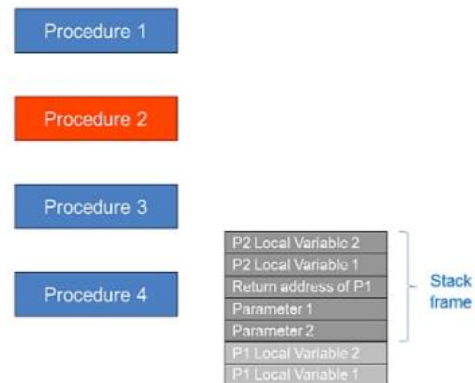 Procedure 1
Procedure 2
Procedure 3
Procedure 4
P2 Local Variable 2
P2 Local Variable 1
Return address of P1
Parameter 1
Parameter 2
P1 Local Variable 2
P1 Local Variable 1
Stack
frame